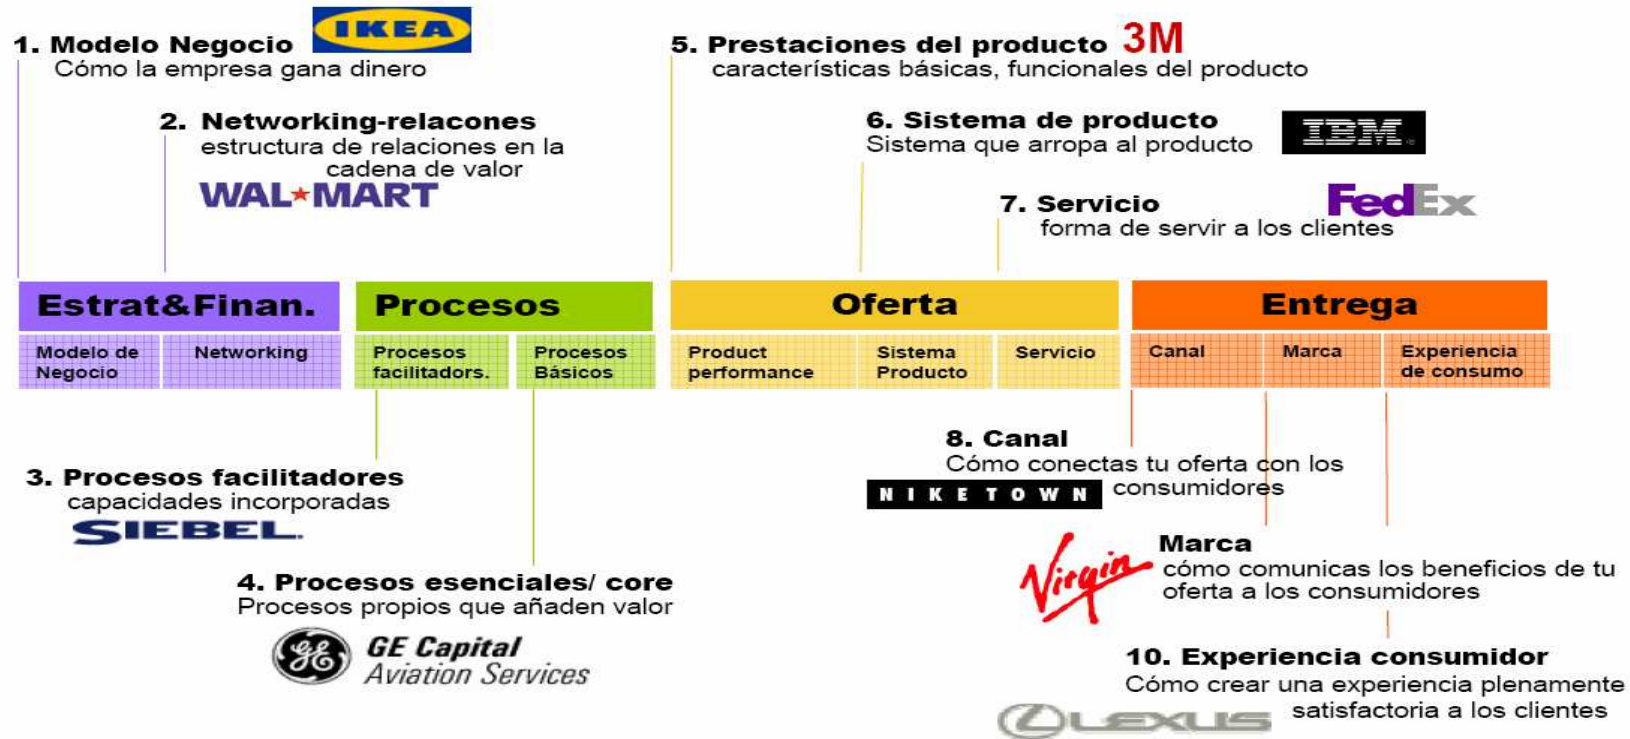 1. Modelo Negocio
IKEA
Cómo la empresa gana dinero
2. Networking-relacones
estructura de relaciones en la
cadena de valor
WAL★MART
5. Prestaciones del producto
3M
características básicas, funcionales del producto
6. Sistema de producto
IBM
Sistema que arropa al producto
7. Servicio
FedEx
forma de servir a los clientes
Estrat&Finan.
Procesos
Oferta
Entrega
Modelo de
Negocio
Networking
Procesos
facilitadors.
Procesos
Básicos
Product
performance
Sistema
Producto
Servicio
Canal
Marca
Experiencia
de consumo
3. Procesos facilitadores
capacidades incorporadas
SIEBEL.
4. Procesos esenciales/ core
Procesos propios que añaden valor
GE
GE Capital
Aviation Services
8. Canal
Cómo conectas tu oferta con los
consumidores
NIKETOWN
Marca
Virgin
cómo comunicas los beneficios de tu
oferta a los consumidores
10. Experiencia consumidor
Cómo crear una experiencia plenamente
satisfactoria a los clientes
LEXUS